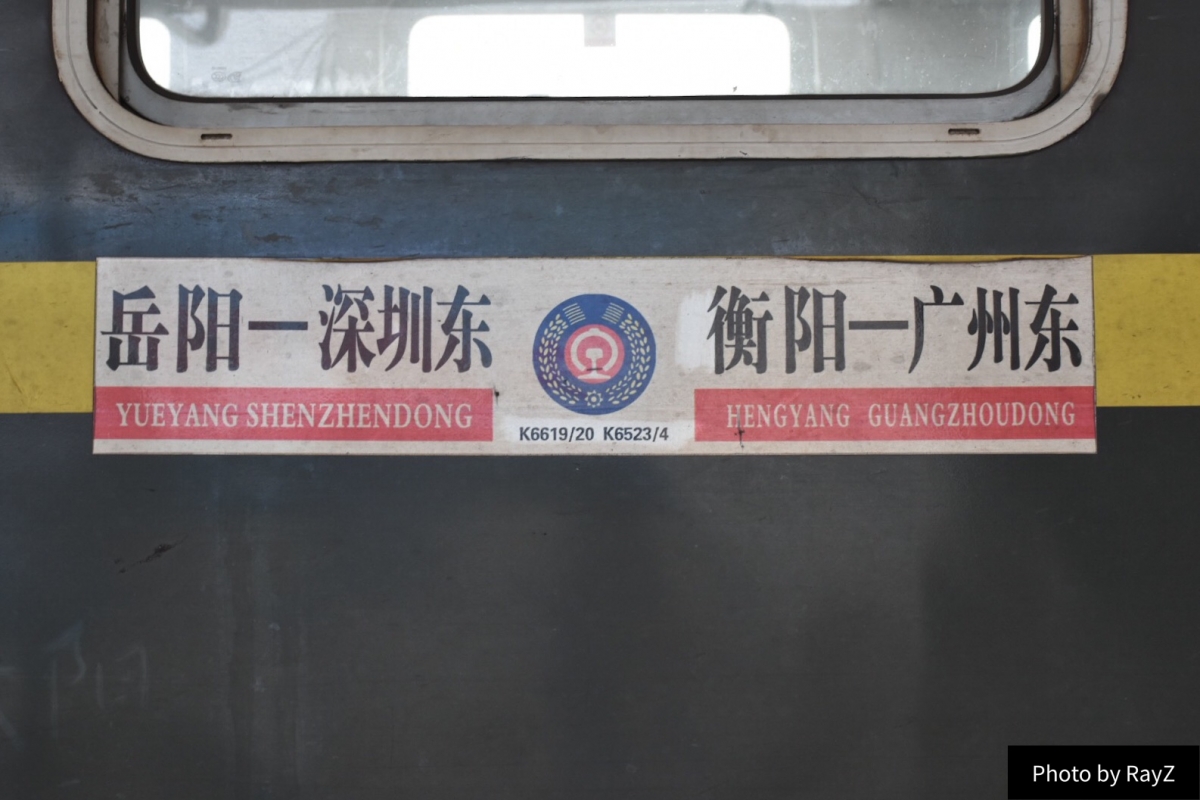 岳阳—深圳东
YUEYANG SHENZHENDONG
K6619/20 K6523/4
衡阳—广州东
HENGYANG GUANGZHOUDONG
Photo by RayZ